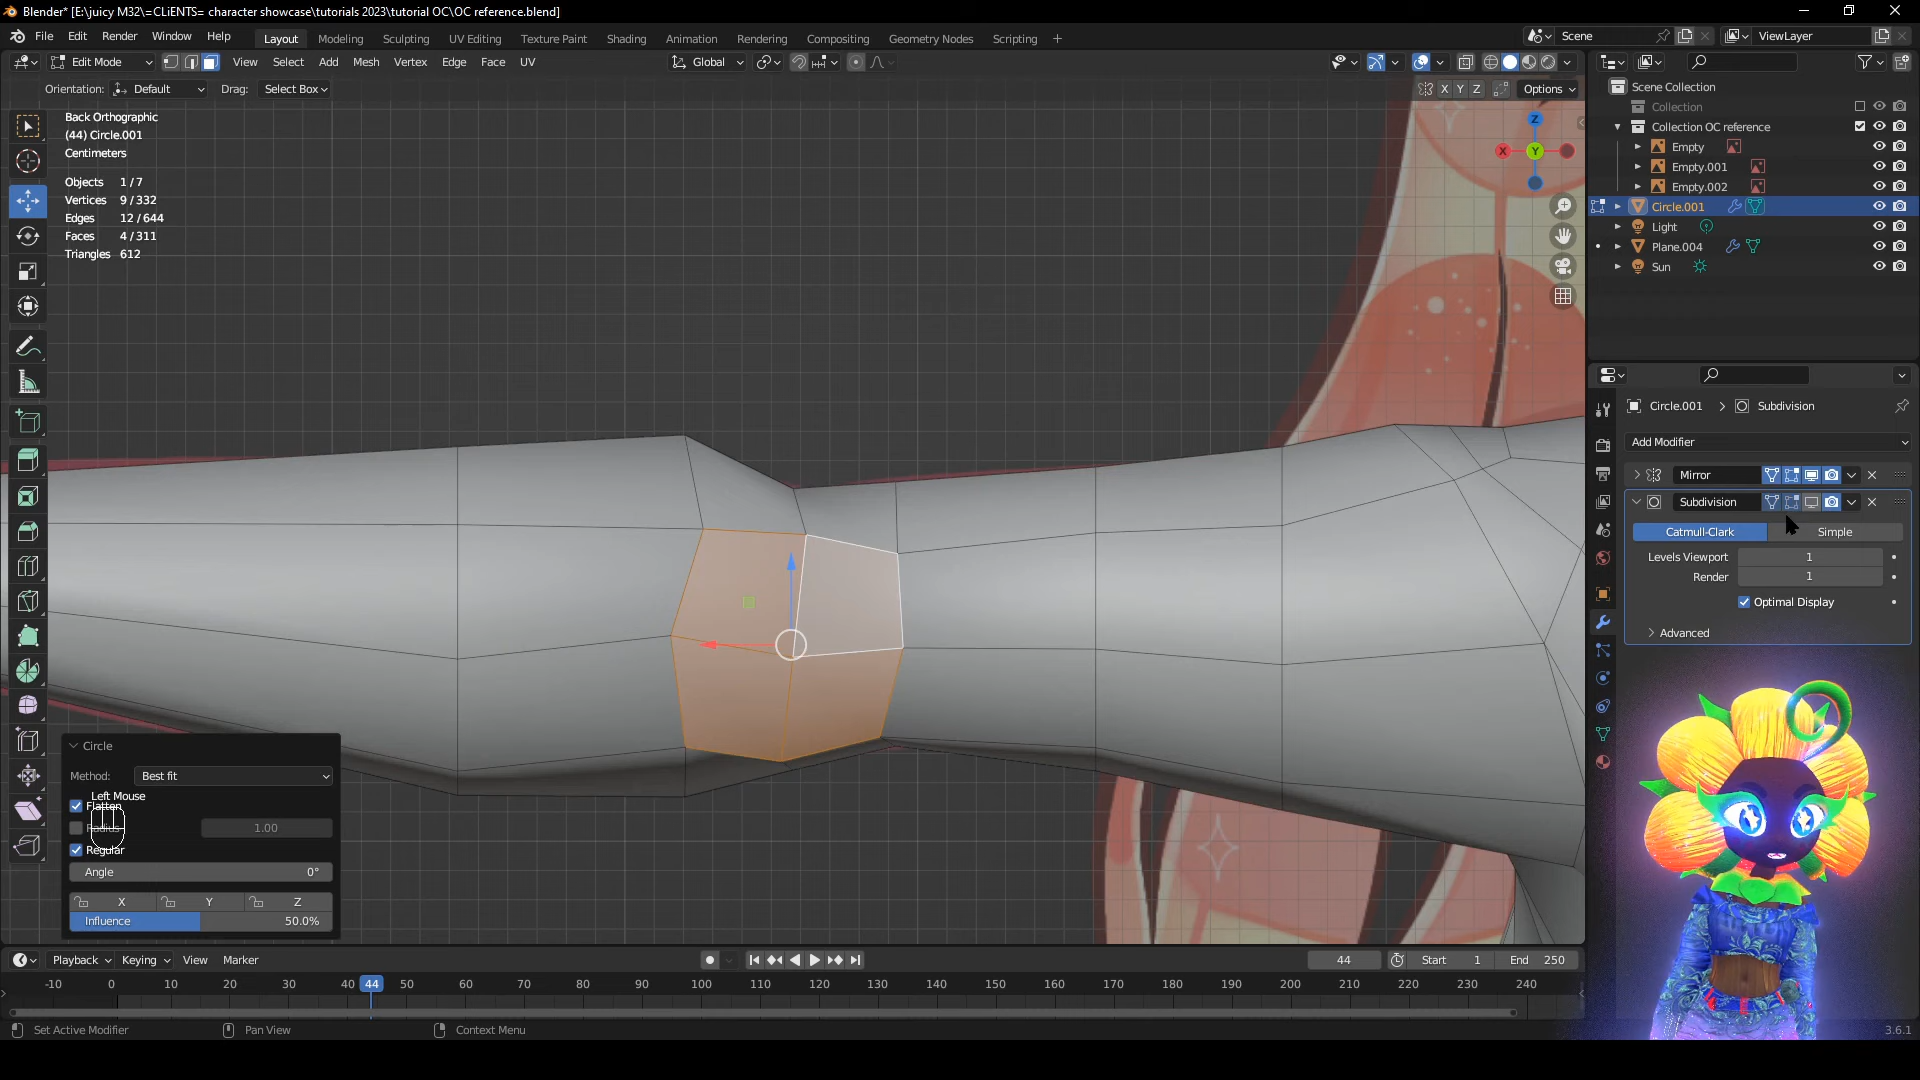 Blender* [E:\juicy M32\=CLiENTS= character showcase\tutorials 2023\tutorial OC\OC reference.blend]
File Edit Render Window Help Layout Modeling Sculpting UV Editing Texture Paint Shading Animation Rendering Compositing Geometry Nodes Scripting +
Scene ViewLayer
Edit Mode View Select Add Mesh Vertex Edge Face UV Global
Orientation: Default Drag: Select Box X Y Z Options
Back Orthographic
(44) Circle.001
Centimeters
Objects 1/7
Vertices 9/332
Edges 12/644
Faces 4/311
Triangles 612
Z
X Y
Scene Collection
Collection
Collection OC reference
Empty
Empty.001
Empty.002
Circle.001
Light
Plane.004
Sun
Circle.001 > Subdivision
Add Modifier
Mirror
Subdivision
Catmull-Clark Simple
Levels Viewport 1
Render 1
Optimal Display
Advanced
Circle
Method: Best fit
Left Mouse
Flatten
Radius 1.00
Regular
Angle 0°
X Y Z
Influence 50.0%
Playback Keying View Marker 44 Start 1 End 250
-10 0 10 20 30 40 44 50 60 70 80 90 100 110 120 130 140 150 160 170 180 190 200 210 220 230 240
Set Active Modifier Pan View Context Menu 3.6.1